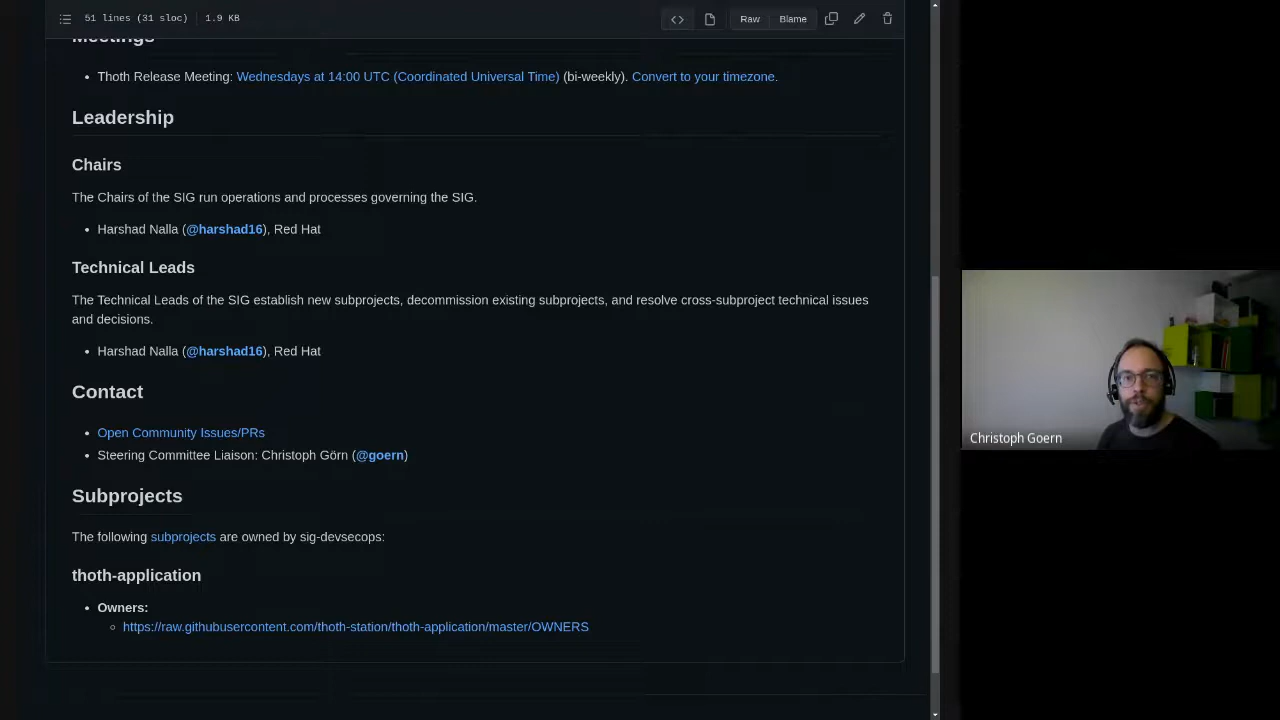 51 lines (31 sloc) 1.9 KB
Raw Blame
Meetings
Thoth Release Meeting: Wednesdays at 14:00 UTC (Coordinated Universal Time) (bi-weekly). Convert to your timezone.
Leadership
Chairs
The Chairs of the SIG run operations and processes governing the SIG.
Harshad Nalla (@harshad16), Red Hat
Technical Leads
The Technical Leads of the SIG establish new subprojects, decommission existing subprojects, and resolve cross-subproject technical issues
and decisions.
Harshad Nalla (@harshad16), Red Hat
Contact
Open Community Issues/PRs
Steering Committee Liaison: Christoph Görn (@goern)
Christoph Goern
Subprojects
The following subprojects are owned by sig-devsecops:
thoth-application
Owners:
https://raw.githubusercontent.com/thoth-station/thoth-application/master/OWNERS